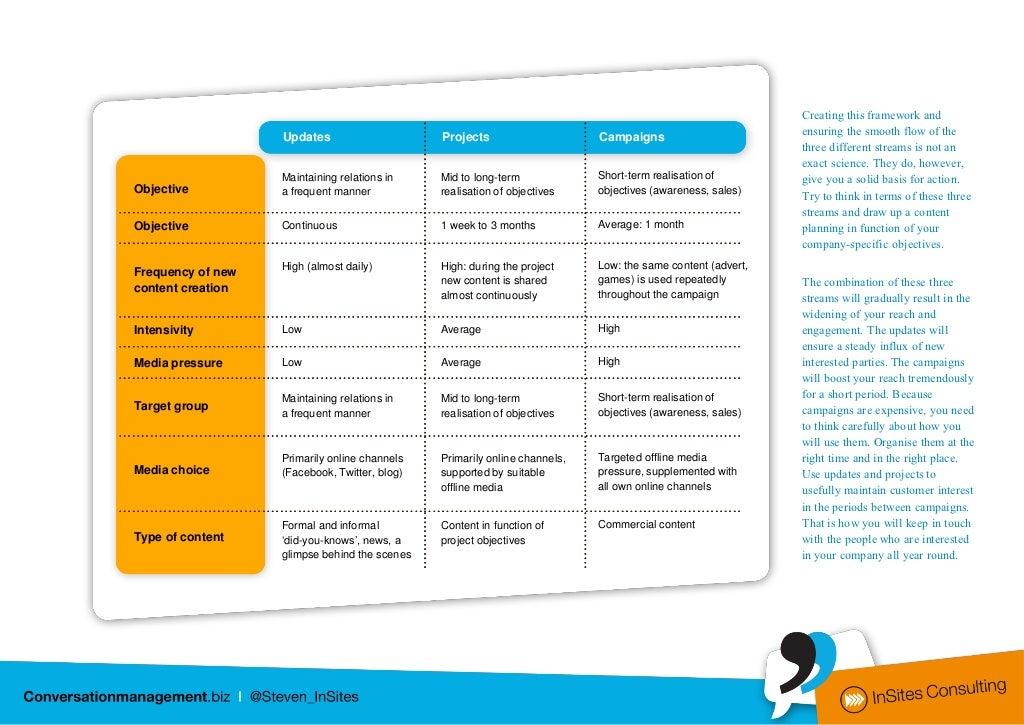 Updates Projects Campaigns
Objective
Maintaining relations in
a frequent manner
Mid to long-term
realisation of objectives
Short-term realisation of
objectives (awareness, sales)
Objective
Continuous
1 week to 3 months
Average: 1 month
Frequency of new
content creation
High (almost daily)
High: during the project
new content is shared
almost continuously
Low: the same content (advert,
games) is used repeatedly
throughout the campaign
Intensivity
Low
Average
High
Media pressure
Low
Average
High
Target group
Maintaining relations in
a frequent manner
Mid to long-term
realisation of objectives
Short-term realisation of
objectives (awareness, sales)
Media choice
Primarily online channels
(Facebook, Twitter, blog)
Primarily online channels,
supported by suitable
offline media
Targeted offline media
pressure, supplemented with
all own online channels
Type of content
Formal and informal
‘did-you-knows’, news, a
glimpse behind the scenes
Content in function of
project objectives
Commercial content
Creating this framework and
ensuring the smooth flow of the
three different streams is not an
exact science. They do, however,
give you a solid basis for action.
Try to think in terms of these three
streams and draw up a content
planning in function of your
company-specific objectives.
The combination of these three
streams will gradually result in the
widening of your reach and
engagement. The updates will
ensure a steady influx of new
interested parties. The campaigns
will boost your reach tremendously
for a short period. Because
campaigns are expensive, you need
to think carefully about how you
will use them. Organise them at the
right time and in the right place.
Use updates and projects to
usefully maintain customer interest
in the periods between campaigns.
That is how you will keep in touch
with the people who are interested
in your company all year round.
Conversationmanagement.biz | @Steven_InSites
InSites Consulting